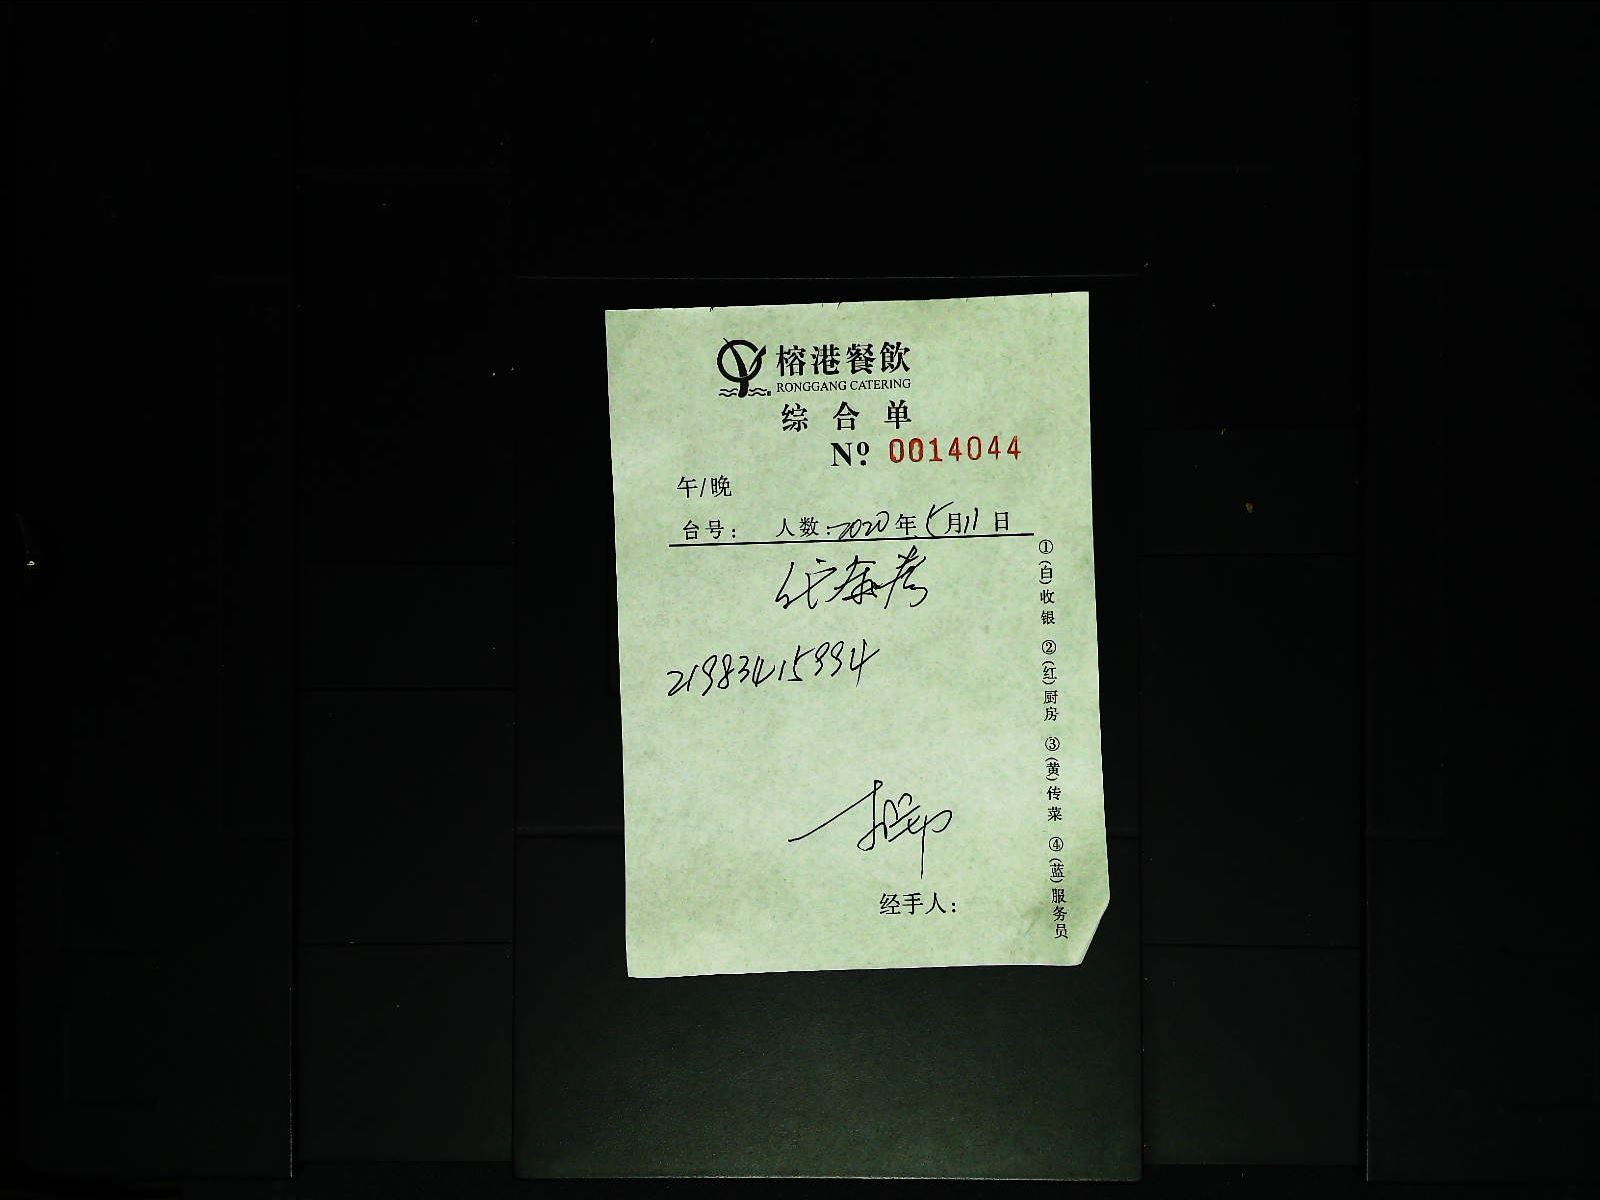 榕港餐飲
RONGGANG CATERING
综合单
Nº: 0014044
午/晚
台号: 人数: 2020年5月11日
21983415994
经手人:
①(白)收银 ②(红)厨房 ③(黄)传菜 ④(蓝)服务员